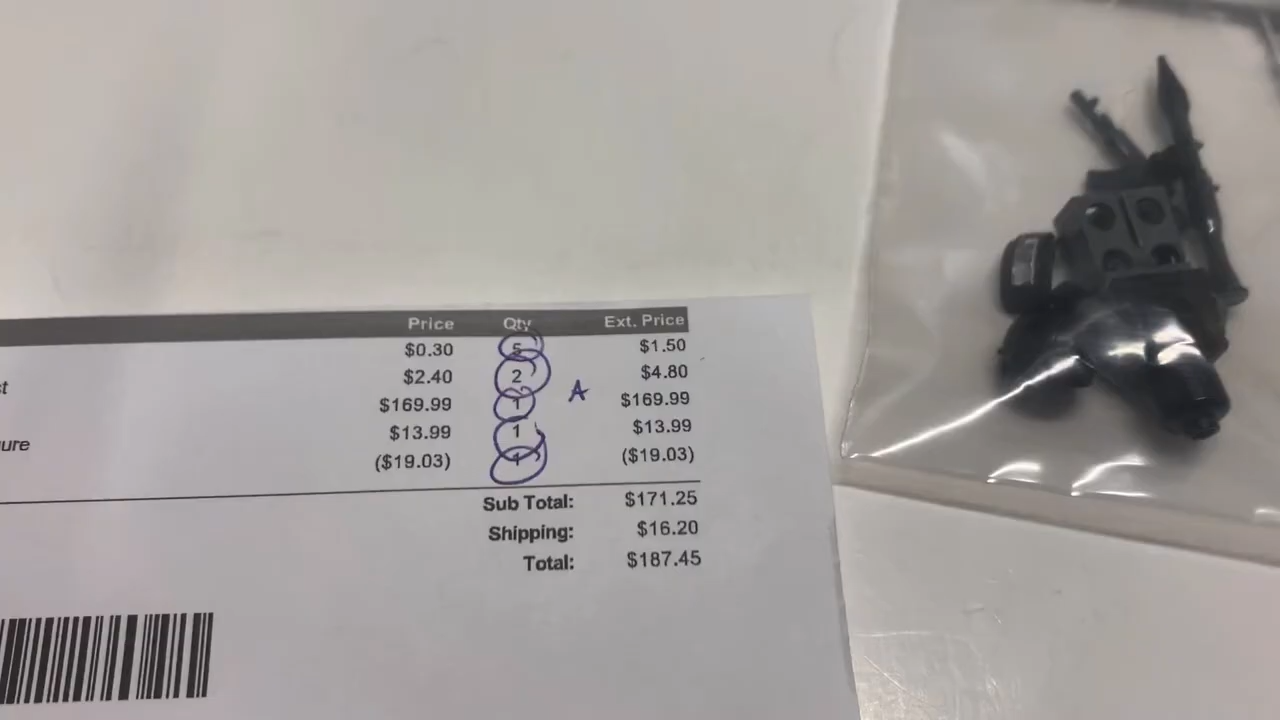 Price Qty Ext. Price
$0.30 5 $1.50
st $2.40 2 $4.80
$169.99 1 A $169.99
ure $13.99 1 $13.99
($19.03) 1 ($19.03)
Sub Total: $171.25
Shipping: $16.20
Total: $187.45